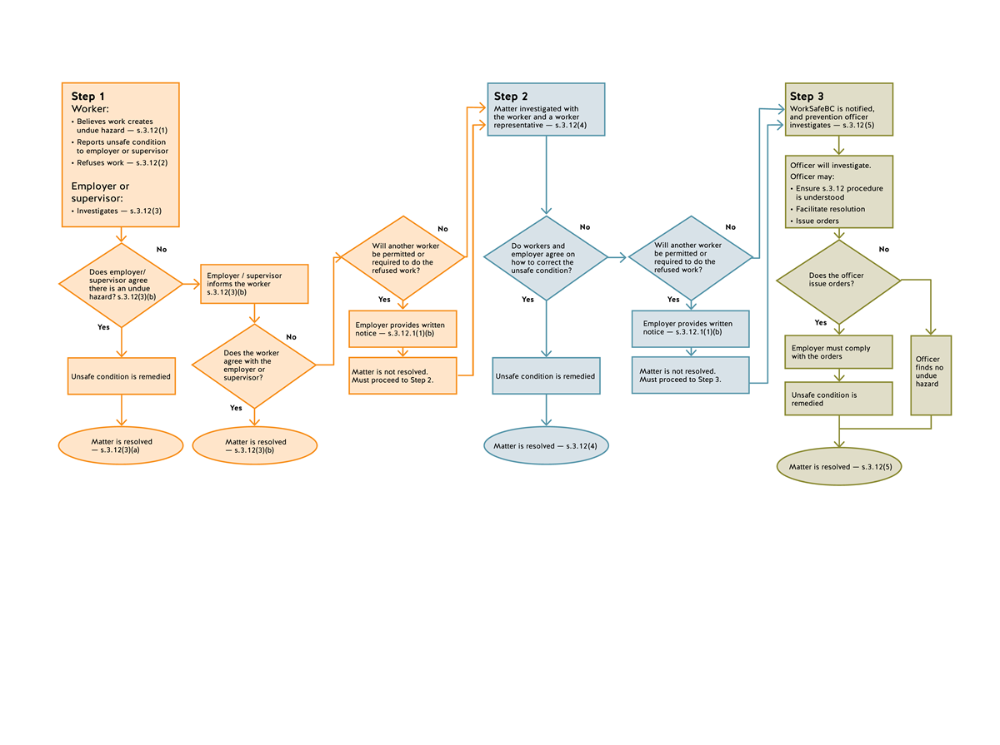 Step 1
Worker:
• Believes work creates
undue hazard — s.3.12(1)
• Reports unsafe condition
to employer or supervisor
• Refuses work — s.3.12(2)
Employer or
supervisor:
• Investigates — s.3.12(3)
No
Does employer/
supervisor agree
there is an undue
hazard? s.3.12(3)(b)
Yes
Unsafe condition is remedied
Matter is resolved
— s.3.12(3)(a)
Employer / supervisor
informs the worker
s.3.12(3)(b)
No
Does the worker
agree with the
employer or
supervisor?
Yes
Matter is resolved
— s.3.12(3)(b)
No
Will another worker
be permitted or
required to do the
refused work?
Yes
Employer provides written
notice — s.3.12.1(1)(b)
Matter is not resolved.
Must proceed to Step 2.
Step 2
Matter investigated with
the worker and a worker
representative — s.3.12(4)
No
Do workers and
employer agree on
how to correct the
unsafe condition?
Yes
Unsafe condition is remedied
Matter is resolved — s.3.12(4)
No
Will another worker
be permitted or
required to do the
refused work?
Yes
Employer provides written
notice — s.3.12.1(1)(b)
Matter is not resolved.
Must proceed to Step 3.
Step 3
WorkSafeBC is notified,
and prevention officer
investigates — s.3.12(5)
Officer will investigate.
Officer may:
• Ensure s.3.12 procedure
is understood
• Facilitate resolution
• Issue orders
No
Does the officer
issue orders?
Yes
Employer must comply
with the orders
Unsafe condition is
remedied
Officer
finds no
undue
hazard
Matter is resolved — s.3.12(5)